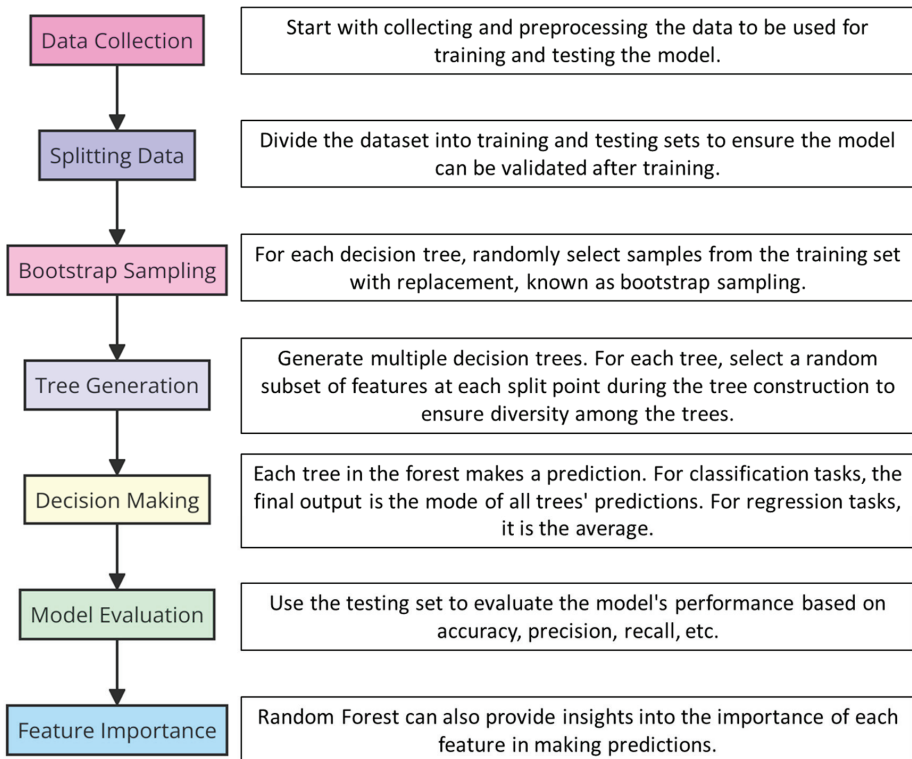 Data Collection
Start with collecting and preprocessing the data to be used for
training and testing the model.
Splitting Data
Divide the dataset into training and testing sets to ensure the model
can be validated after training.
Bootstrap Sampling
For each decision tree, randomly select samples from the training set
with replacement, known as bootstrap sampling.
Tree Generation
Generate multiple decision trees. For each tree, select a random
subset of features at each split point during the tree construction to
ensure diversity among the trees.
Decision Making
Each tree in the forest makes a prediction. For classification tasks, the
final output is the mode of all trees' predictions. For regression tasks,
it is the average.
Model Evaluation
Use the testing set to evaluate the model's performance based on
accuracy, precision, recall, etc.
Feature Importance
Random Forest can also provide insights into the importance of each
feature in making predictions.